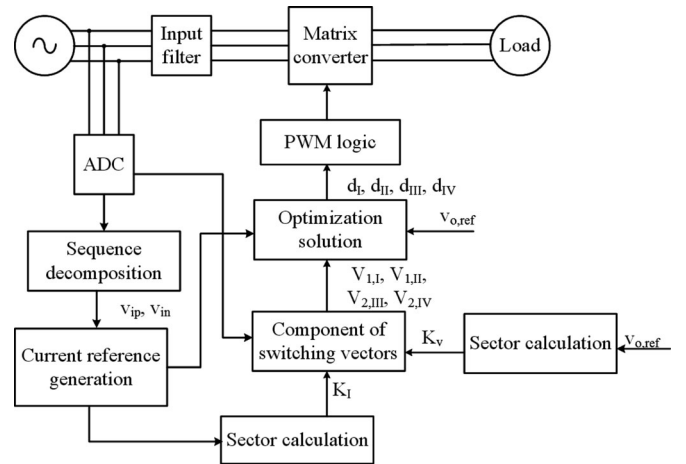 Input
filter
Matrix
converter
Load
ADC
PWM logic
d_I, d_II, d_III, d_IV
Optimization
solution
v_o,ref
Sequence
decomposition
V_1,I, V_1,II,
V_2,III, V_2,IV
v_ip, v_in
Component of
switching vectors
K_v
Sector calculation
v_o,ref
Current reference
generation
K_I
Sector calculation